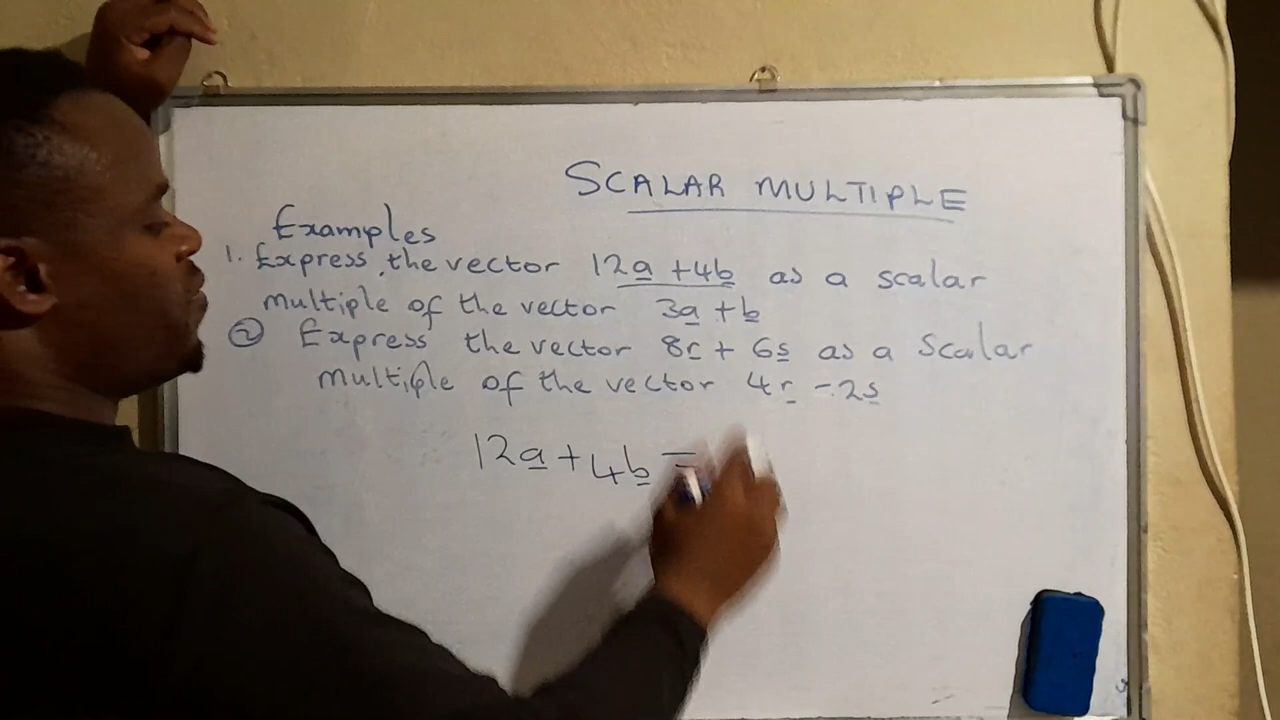 SCALAR MULTIPLE
Examples
1. Express the vector 12a + 4b as a scalar
multiple of the vector 3a + b
② Express the vector 8r + 6s as a scalar
multiple of the vector 4r - 2s
12a + 4b =